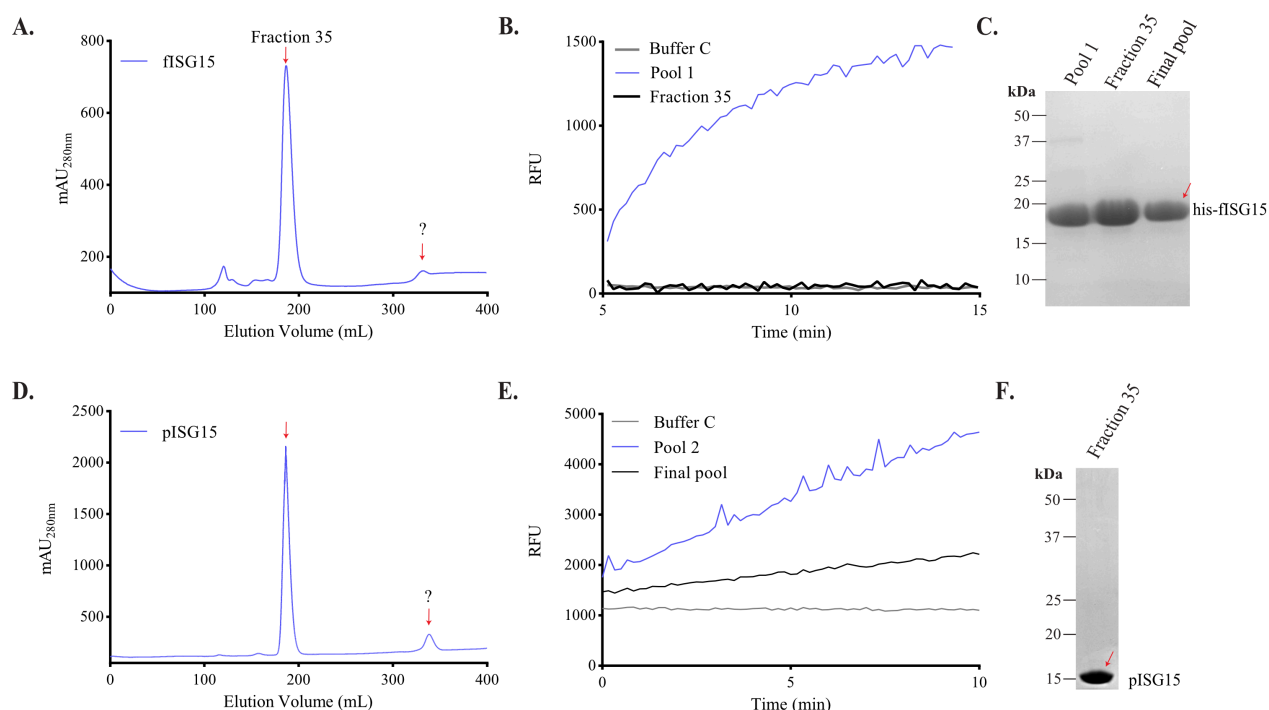 A.
fISG15
Fraction 35
?
mAU280nm
800
600
400
200
0
100
200
300
400
Elution Volume (mL)
B.
Buffer C
Pool 1
Fraction 35
RFU
1500
1000
500
0
5
10
15
Time (min)
C.
Pool 1
Fraction 35
Final pool
kDa
50
37
25
20
15
10
his-fISG15
D.
pISG15
?
mAU280nm
2500
2000
1500
1000
500
0
100
200
300
400
Elution Volume (mL)
E.
Buffer C
Pool 2
Final pool
RFU
5000
4000
3000
2000
1000
0
0
5
10
Time (min)
F.
Fraction 35
kDa
50
37
25
20
15
pISG15